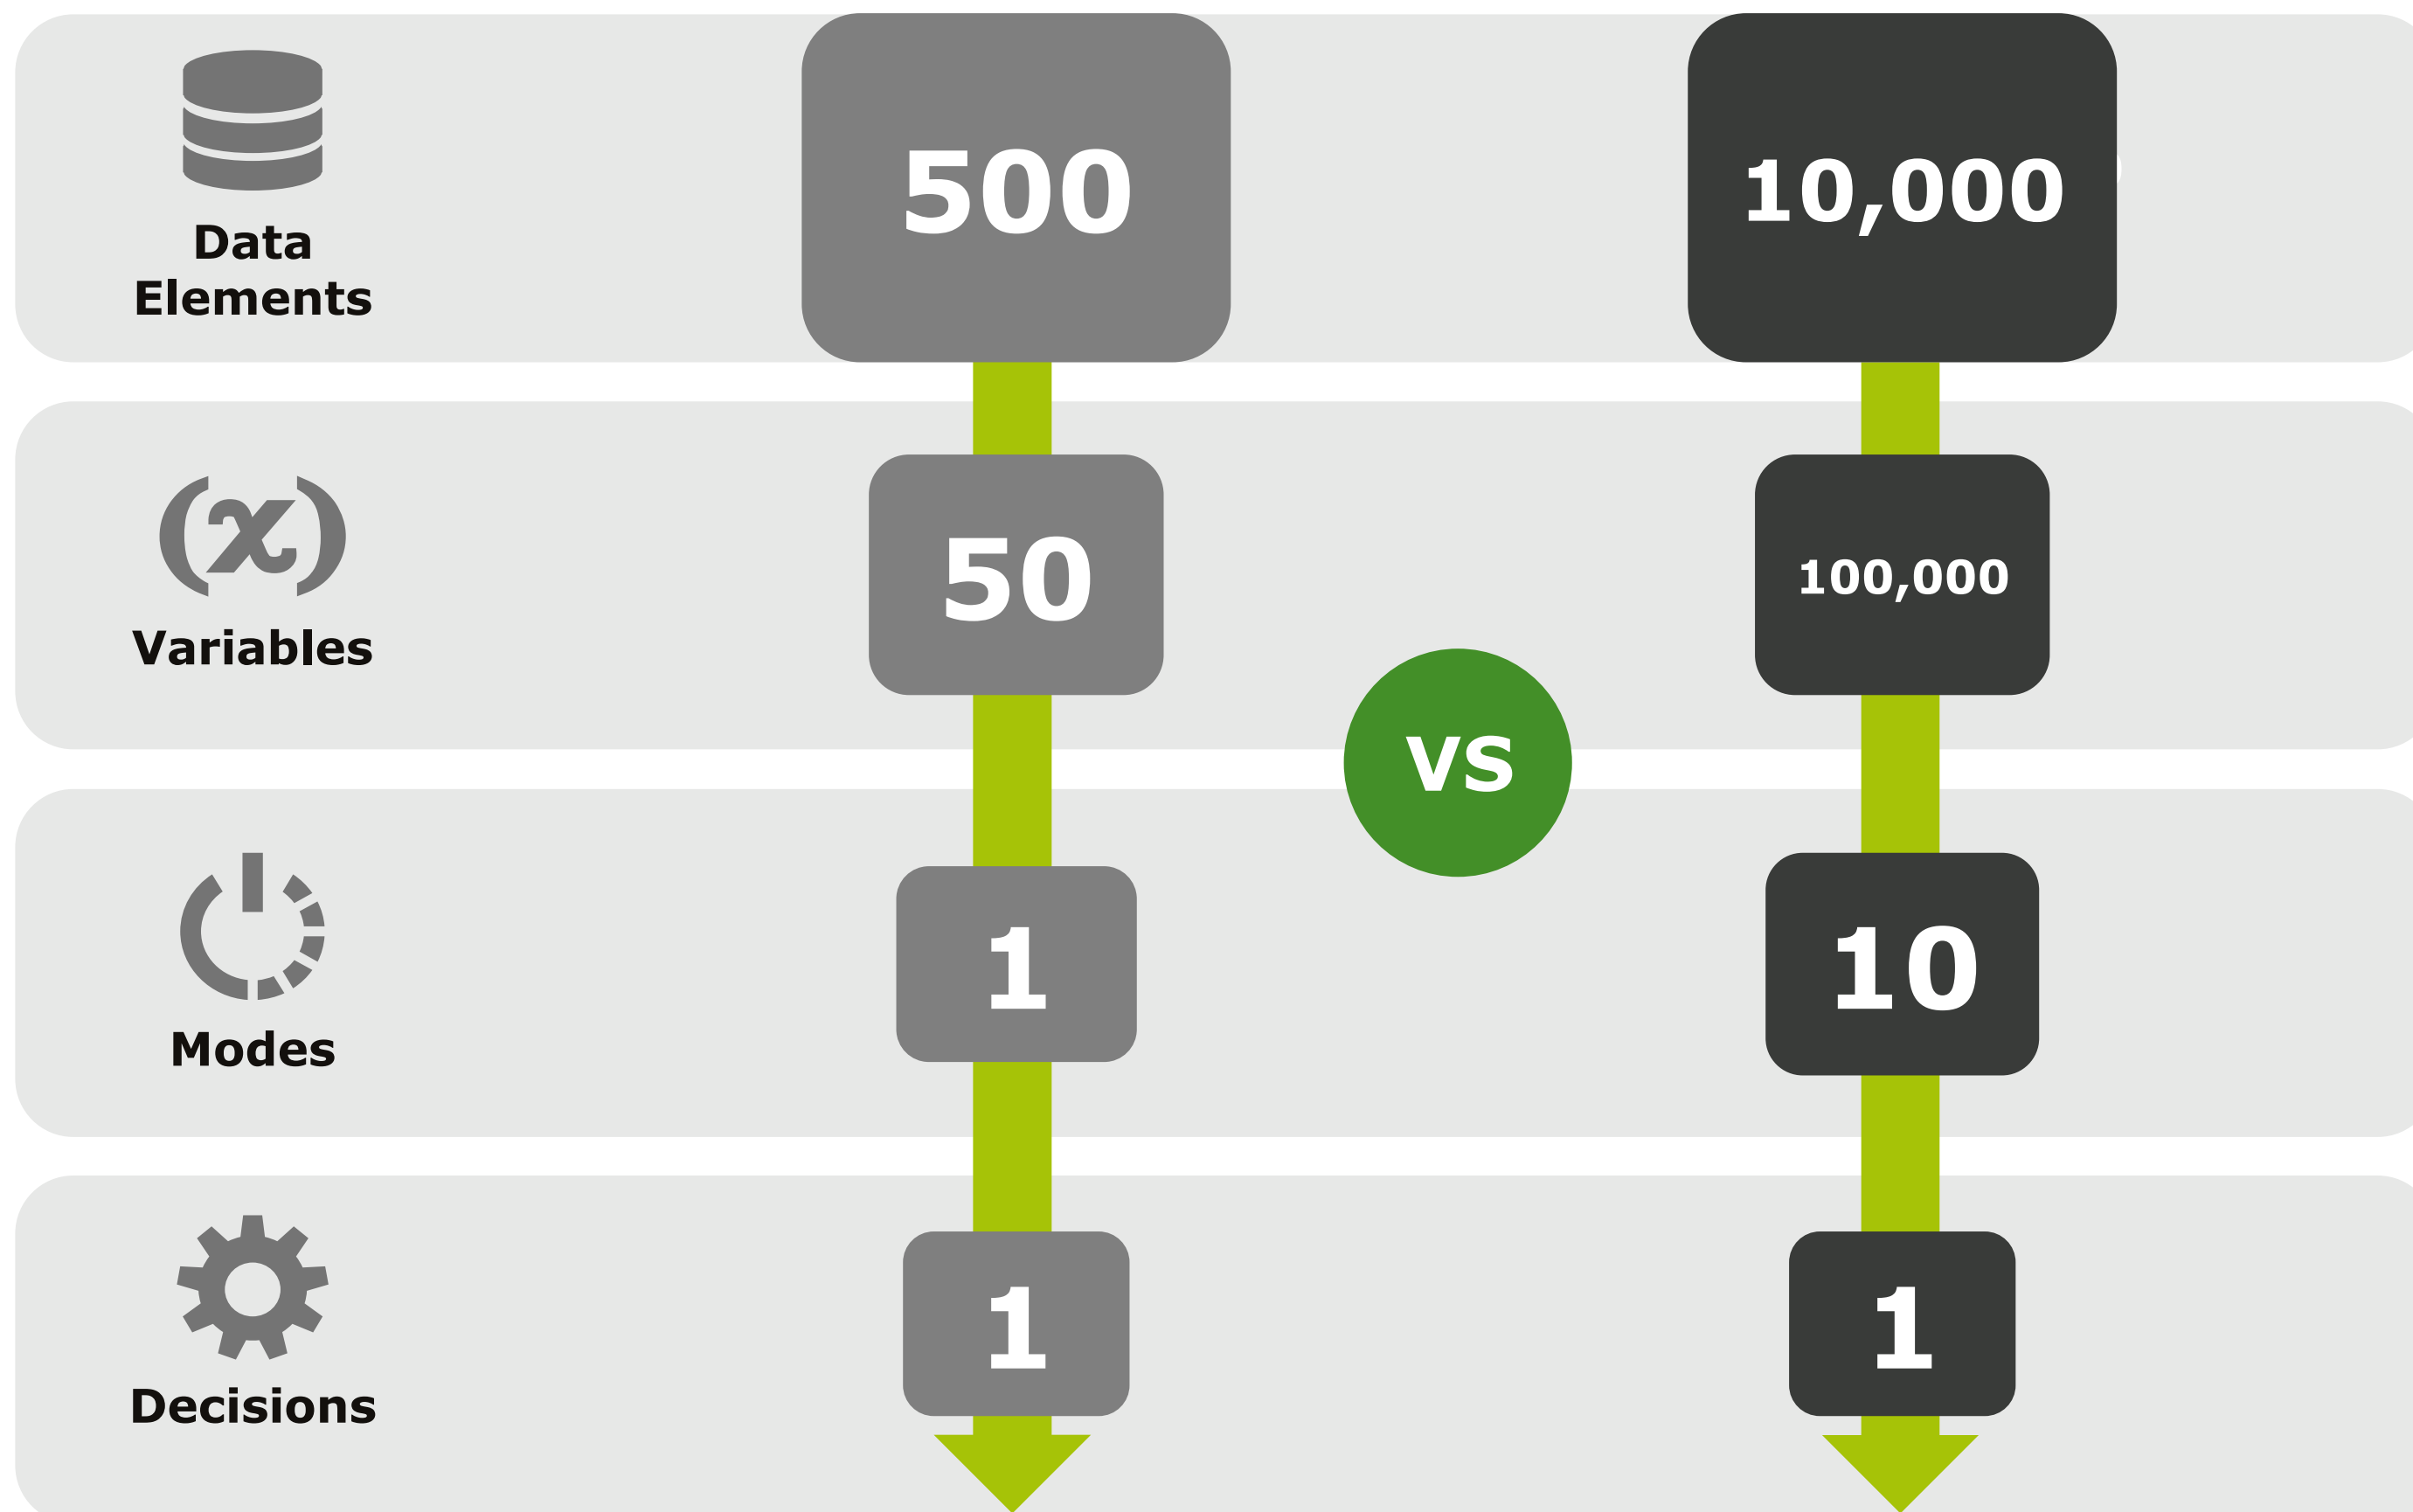 Data
Elements
500
10,000
(x)
Variables
50
100,000
vs
Modes
1
10
Decisions
1
1